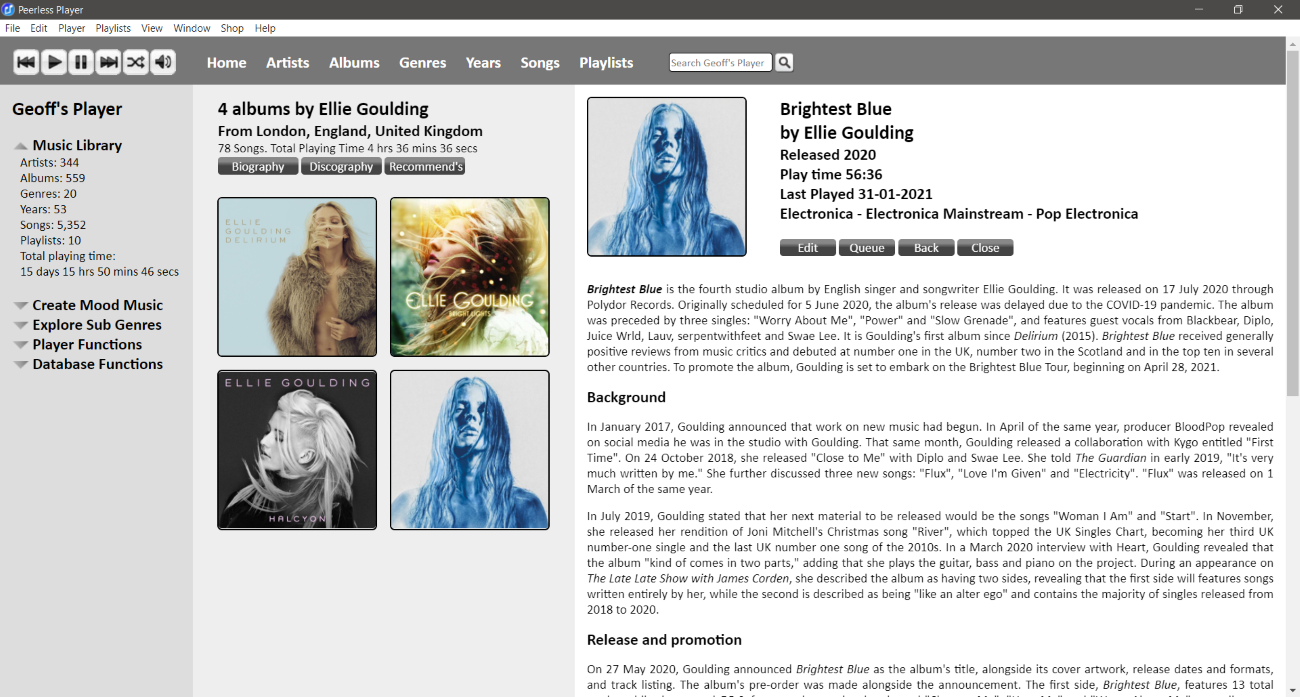 Peerless Player
File Edit Player Playlists View Window Shop Help
Home Artists Albums Genres Years Songs Playlists
Search Geoff's Player
Geoff's Player
Music Library
Artists: 344
Albums: 559
Genres: 20
Years: 53
Songs: 5,352
Playlists: 10
Total playing time:
15 days 15 hrs 50 mins 46 secs
Create Mood Music
Explore Sub Genres
Player Functions
Database Functions
4 albums by Ellie Goulding
From London, England, United Kingdom
78 Songs. Total Playing Time 4 hrs 36 mins 36 secs
Biography Discography Recommend's
ELLIE
GOULDING
DELIRIUM
ELLIE GOULDING
BRIGHT LIGHTS
ELLIE GOULDING
HALCYON
Brightest Blue
by Ellie Goulding
Released 2020
Play time 56:36
Last Played 31-01-2021
Electronica - Electronica Mainstream - Pop Electronica
Edit Queue Back Close
Brightest Blue is the fourth studio album by English singer and songwriter Ellie Goulding. It was released on 17 July 2020 through
Polydor Records. Originally scheduled for 5 June 2020, the album's release was delayed due to the COVID-19 pandemic. The album
was preceded by three singles: "Worry About Me", "Power" and "Slow Grenade", and features guest vocals from Blackbear, Diplo,
Juice Wrld, Lauv, serpentwithfeet and Swae Lee. It is Goulding's first album since Delirium (2015). Brightest Blue received generally
positive reviews from music critics and debuted at number one in the UK, number two in the Scotland and in the top ten in several
other countries. To promote the album, Goulding is set to embark on the Brightest Blue Tour, beginning on April 28, 2021.
Background
In January 2017, Goulding announced that work on new music had begun. In April of the same year, producer BloodPop revealed
on social media he was in the studio with Goulding. That same month, Goulding released a collaboration with Kygo entitled "First
Time". On 24 October 2018, she released "Close to Me" with Diplo and Swae Lee. She told The Guardian in early 2019, "It's very
much written by me." She further discussed three new songs: "Flux", "Love I'm Given" and "Electricity". "Flux" was released on 1
March of the same year.
In July 2019, Goulding stated that her next material to be released would be the songs "Woman I Am" and "Start". In November,
she released her rendition of Joni Mitchell's Christmas song "River", which topped the UK Singles Chart, becoming her third UK
number-one single and the last UK number one song of the 2010s. In a March 2020 interview with Heart, Goulding revealed that
the album "kind of comes in two parts," adding that she plays the guitar, bass and piano on the project. During an appearance on
The Late Late Show with James Corden, she described the album as having two sides, revealing that the first side will features songs
written entirely by her, while the second is described as being "like an alter ego" and contains the majority of singles released from
2018 to 2020.
Release and promotion
On 27 May 2020, Goulding announced Brightest Blue as the album's title, alongside its cover artwork, release dates and formats,
and track listing. The album's pre-order was made alongside the announcement. The first side, Brightest Blue, features 13 total